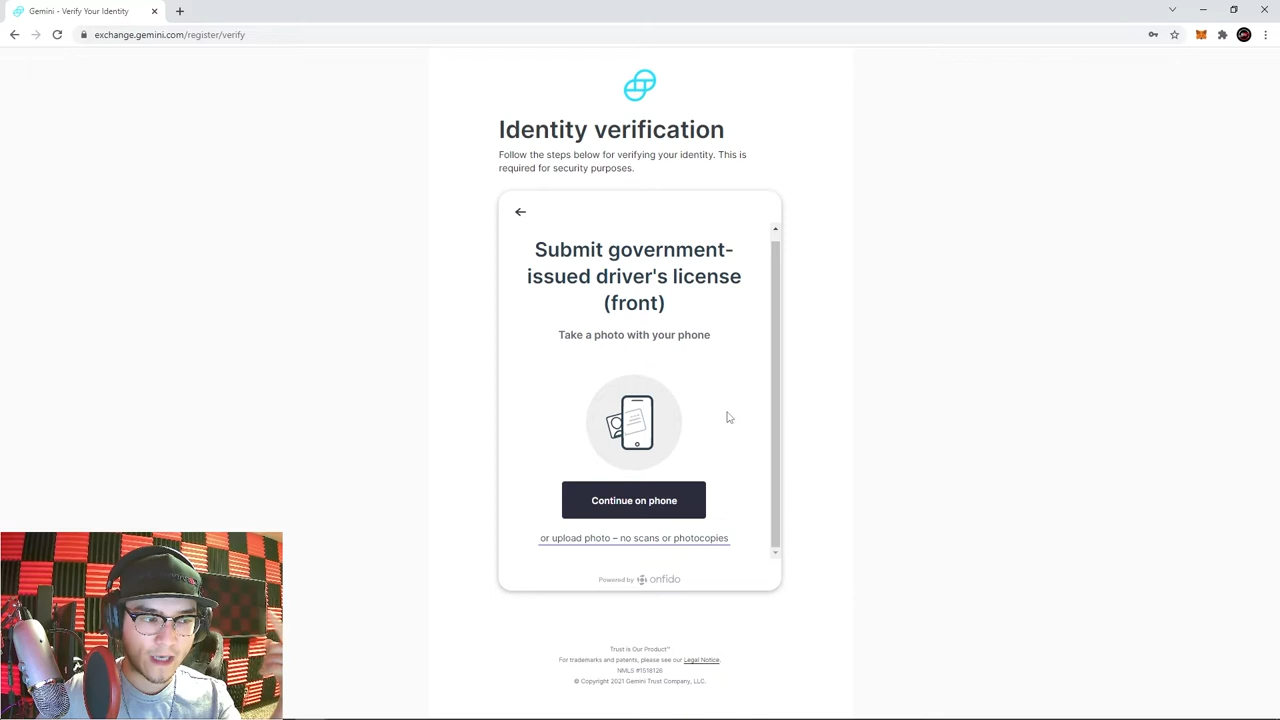 Gemini - Verify Your Identity
exchange.gemini.com/register/verify
Identity verification
Follow the steps below for verifying your identity. This is
required for security purposes.
Submit government-
issued driver's license
(front)
Take a photo with your phone
Continue on phone
or upload photo – no scans or photocopies
Powered by onfido
Trust is Our Product™
For trademarks and patents, please see our Legal Notice.
NMLS #1518126
© Copyright 2021 Gemini Trust Company, LLC.